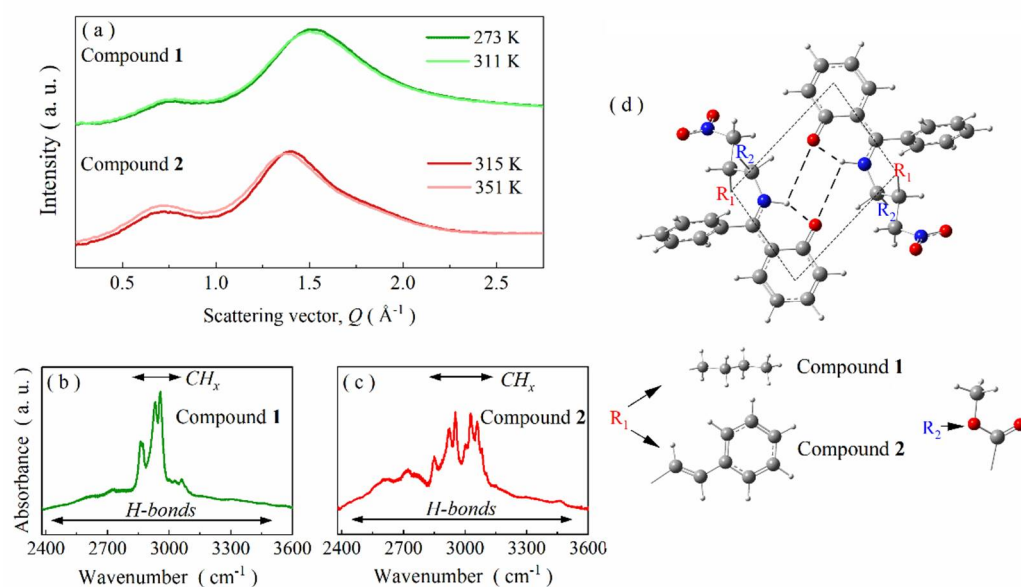 ( a )
Compound 1
273 K
311 K
Compound 2
315 K
351 K
Intensity ( a. u. )
0.5 1.0 1.5 2.0 2.5
Scattering vector, Q ( Å-1 )
( b )
CHx
Compound 1
H-bonds
Absorbance ( a. u. )
2400 2700 3000 3300 3600
Wavenumber ( cm-1 )
( c )
CHx
Compound 2
H-bonds
2400 2700 3000 3300 3600
Wavenumber ( cm-1 )
( d )
R2
R1
R1
R2
Compound 1
R1
Compound 2
R2